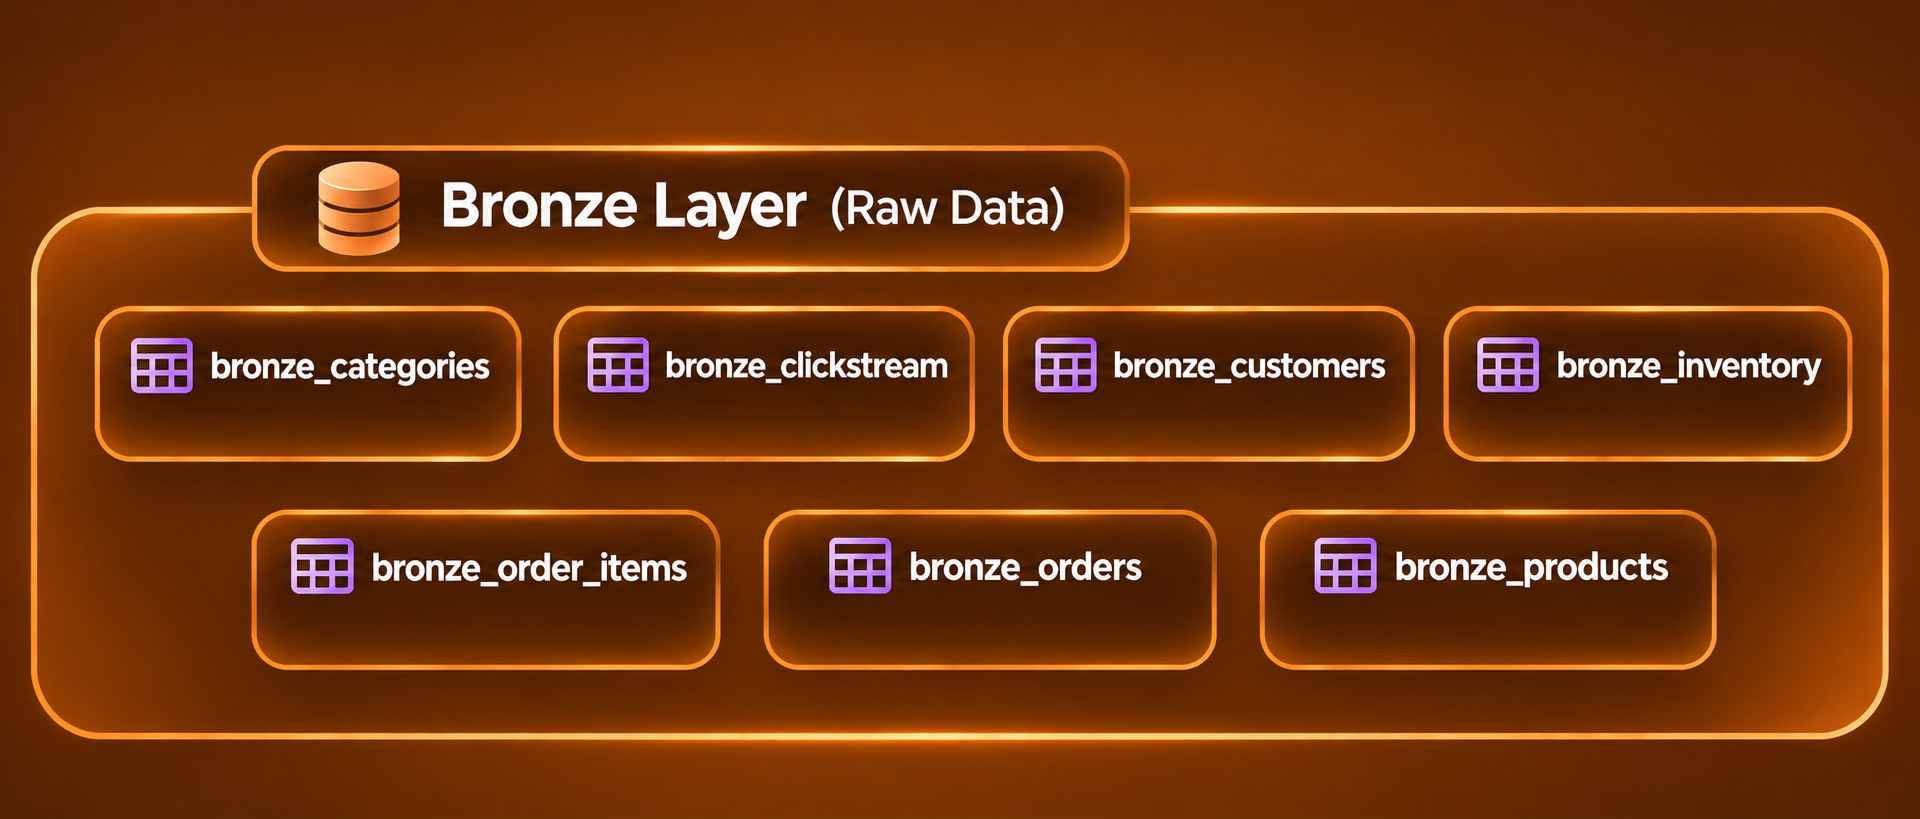 Bronze Layer (Raw Data)
bronze_categories
bronze_clickstream
bronze_customers
bronze_inventory
bronze_order_items
bronze_orders
bronze_products